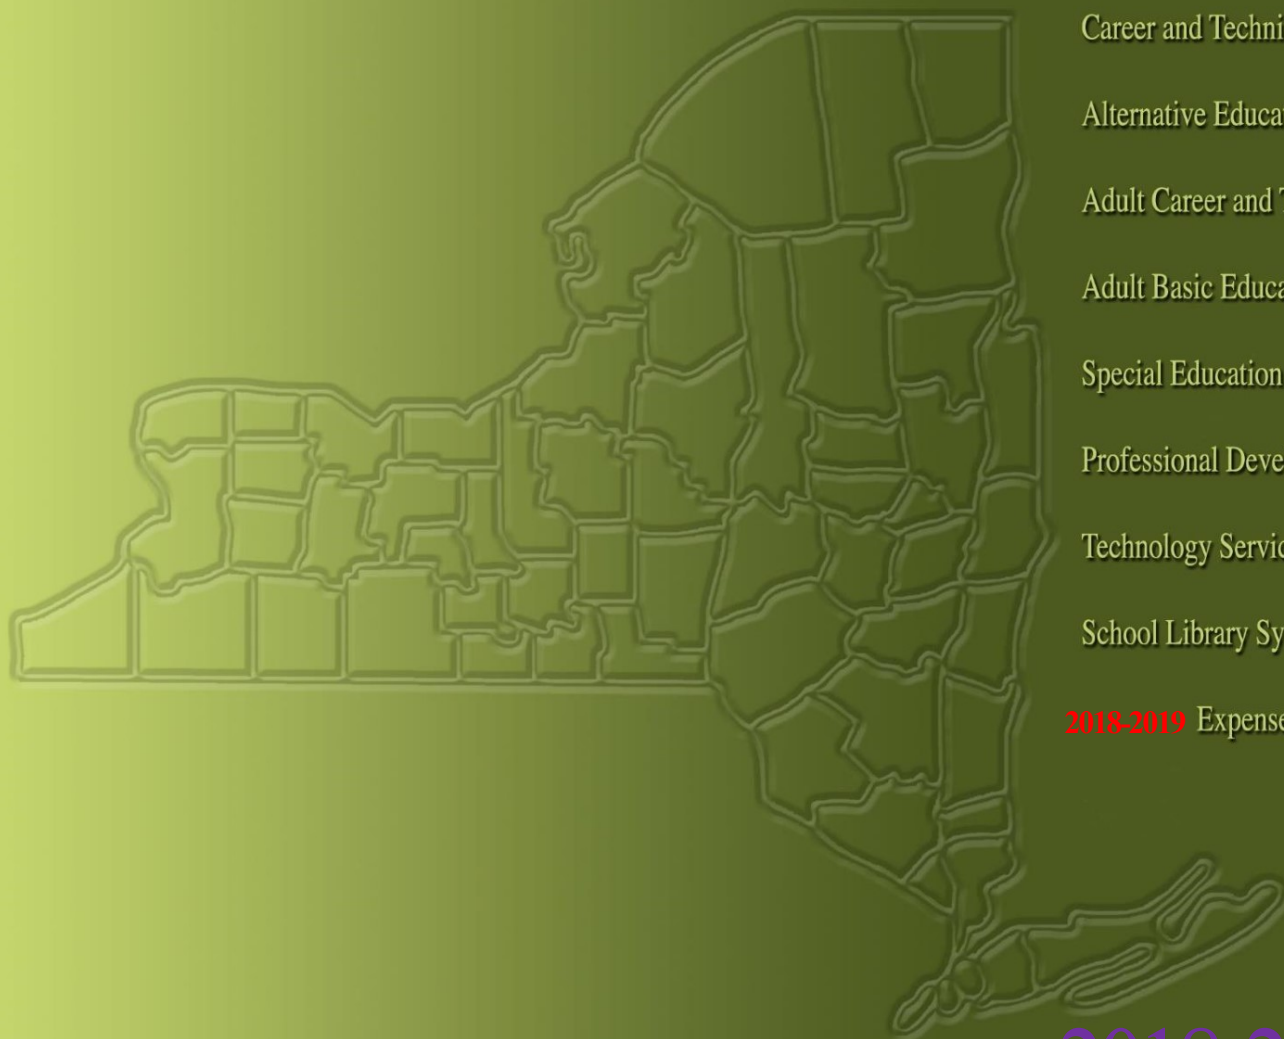 Career and Techni
Alternative Educa
Adult Career and
Adult Basic Educa
Special Education
Professional Deve
Technology Servic
School Library Sy
2018-2019 Expense